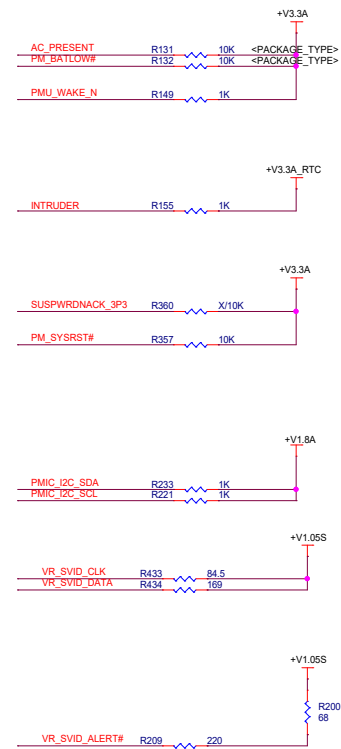 +V3.3A
AC_PRESENT R131 10K <PACKAGE_TYPE>
PM_BATLOW# R132 10K <PACKAGE_TYPE>
PMU_WAKE_N R149 1K
+V3.3A_RTC
INTRUDER R155 1K
+V3.3A
SUSPWRDNACK_3P3 R360 X/10K
PM_SYSRST# R357 10K
+V1.8A
PMIC_I2C_SDA R233 1K
PMIC_I2C_SCL R221 1K
+V1.05S
VR_SVID_CLK R433 84.5
VR_SVID_DATA R434 169
+V1.05S
R200
68
VR_SVID_ALERT# R209 220